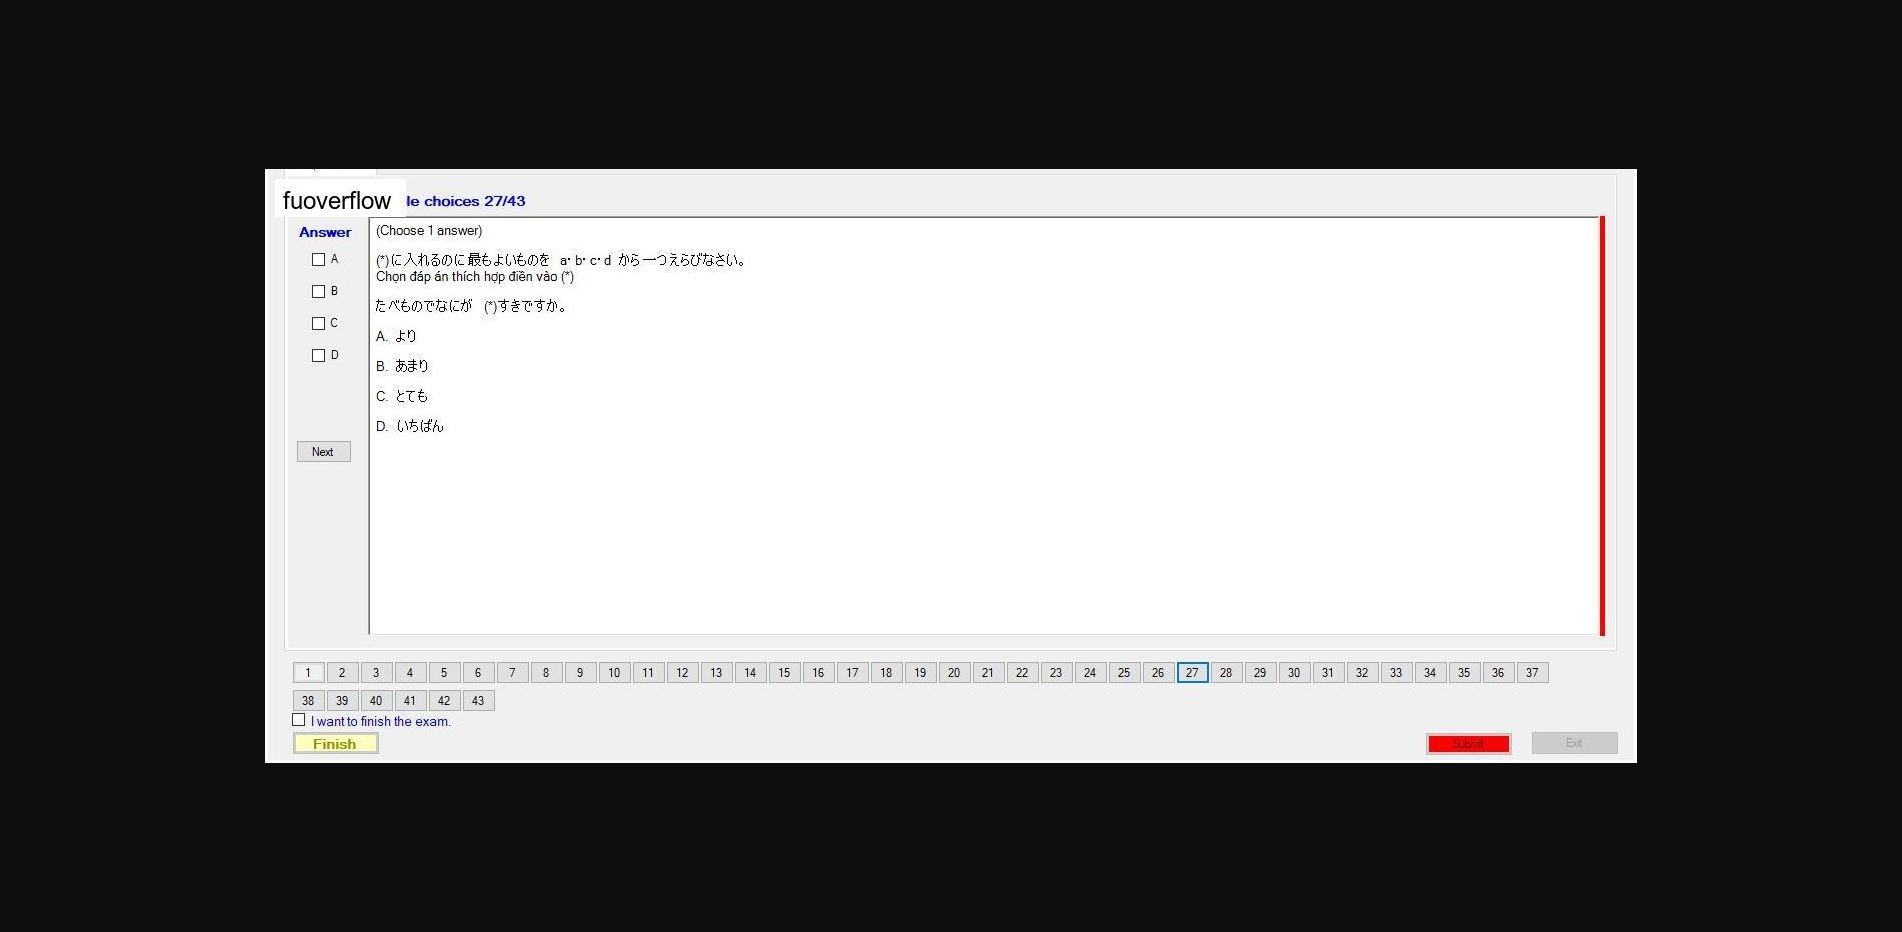 fuoverflow
le choices 27/43
Answer
(Choose 1 answer)
A
(*)に入れるのに最もよいものを a· b· c· d から一つえらびなさい。
Chọn đáp án thích hợp điền vào (*)
B
たべものでなにが (*)すきですか。
C
A. より
D
B. あまり
C. とても
D. いちばん
Next
1 2 3 4 5 6 7 8 9 10 11 12 13 14 15 16 17 18 19 20 21 22 23 24 25 26 27 28 29 30 31 32 33 34 35 36 37
38 39 40 41 42 43
I want to finish the exam.
Finish
Submit
Exit